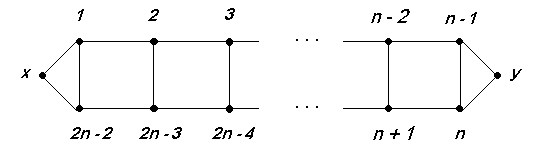 1 2 3 n - 2 n - 1
. . .
x y
. . .
2n - 2 2n - 3 2n - 4 n + 1 n